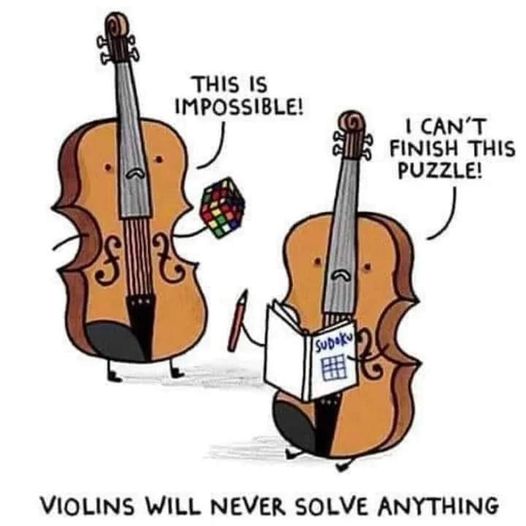 THIS IS
IMPOSSIBLE!
I CAN'T
FINISH THIS
PUZZLE!
SUDOKU
VIOLINS WILL NEVER SOLVE ANYTHING